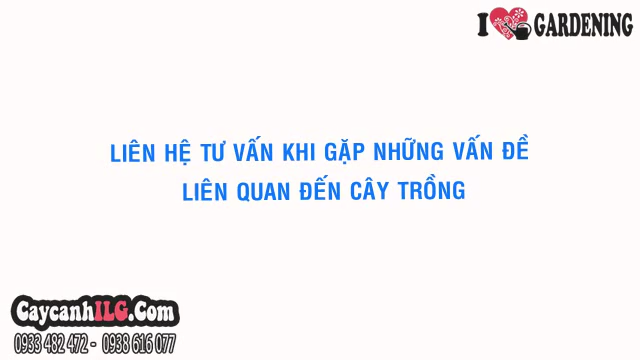 I GARDENING
LIÊN HỆ TƯ VẤN KHI GẶP NHỮNG VẤN ĐỀ
LIÊN QUAN ĐẾN CÂY TRỒNG
CaycanhILG.Com
0933 482 472 - 0938 616 077